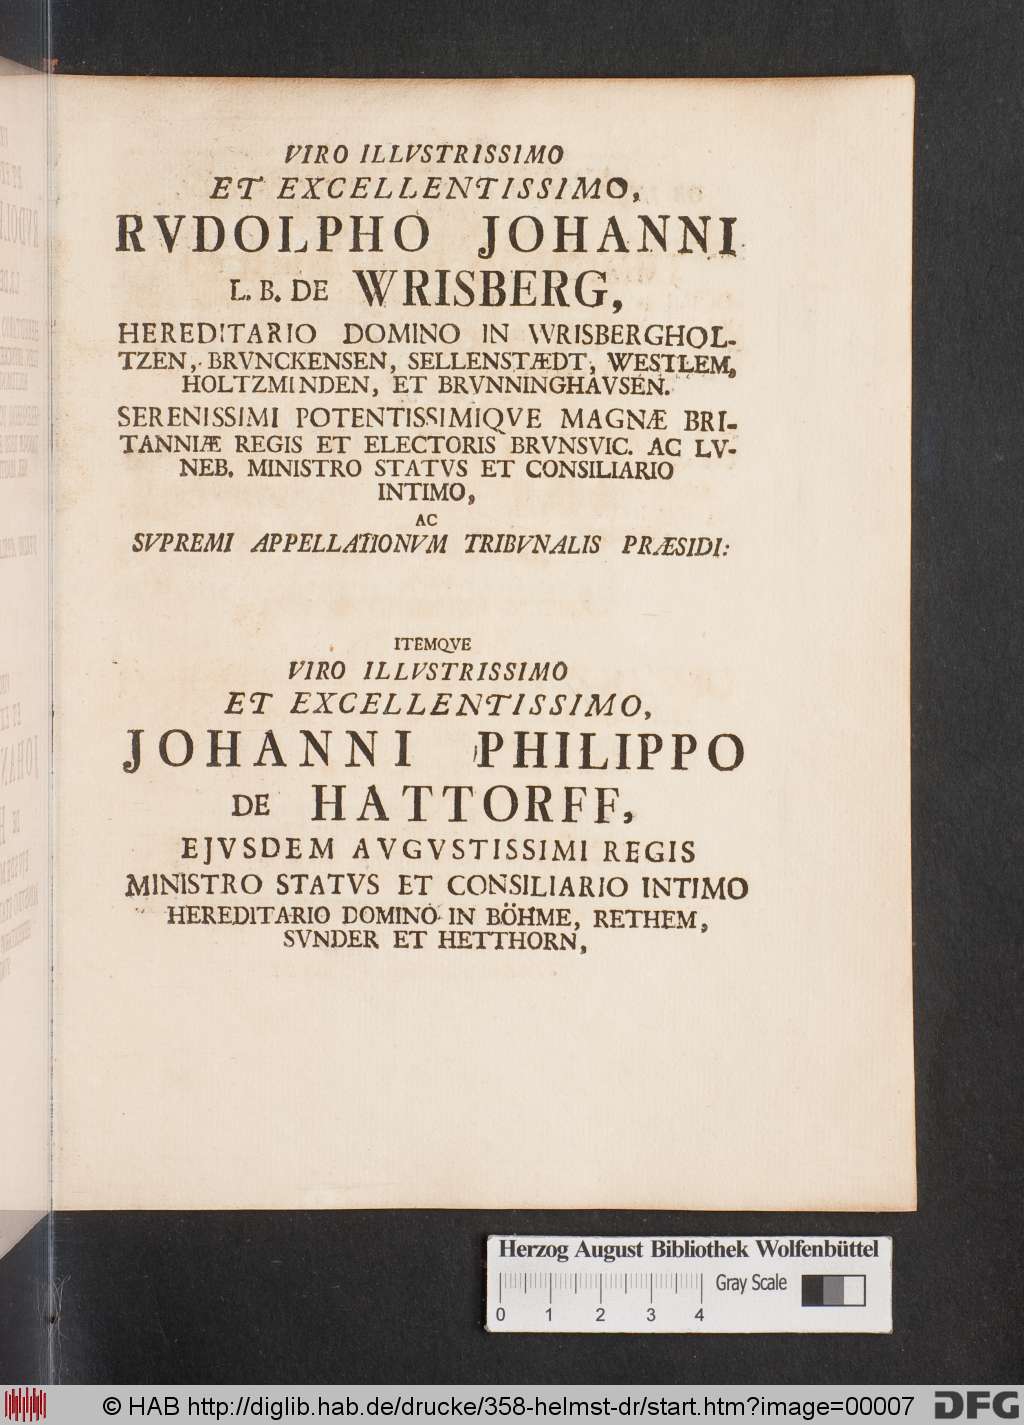 VIRO ILLVSTRISSIMO
ET EXCELLENTISSIMO,
RVDOLPHO JOHANNI
L. B. DE WRISBERG,
HEREDITARIO DOMINO IN WRISBERGHOL-
TZEN, BRVNCKENSEN, SELLENSTÆDT, WESTLEM,
HOLTZMINDEN, ET BRVNNINGHAVSEN.
SERENISSIMI POTENTISSIMIQVE MAGNÆ BRI-
TANNIÆ REGIS ET ELECTORIS BRVNSVIC. AC LV-
NEB. MINISTRO STATVS ET CONSILIARIO
INTIMO,
AC
SVPREMI APPELLATIONVM TRIBVNALIS PRÆSIDI:
ITEMQVE
VIRO ILLVSTRISSIMO
ET EXCELLENTISSIMO,
JOHANNI PHILIPPO
DE HATTORFF,
EJVSDEM AVGVSTISSIMI REGIS
MINISTRO STATVS ET CONSILIARIO INTIMO
HEREDITARIO DOMINO IN BÖHME, RETHEM,
SVNDER ET HETTHORN,
Herzog August Bibliothek Wolfenbüttel
Gray Scale
0 1 2 3 4
© HAB http://diglib.hab.de/drucke/358-helmst-dr/start.htm?image=00007
DFG